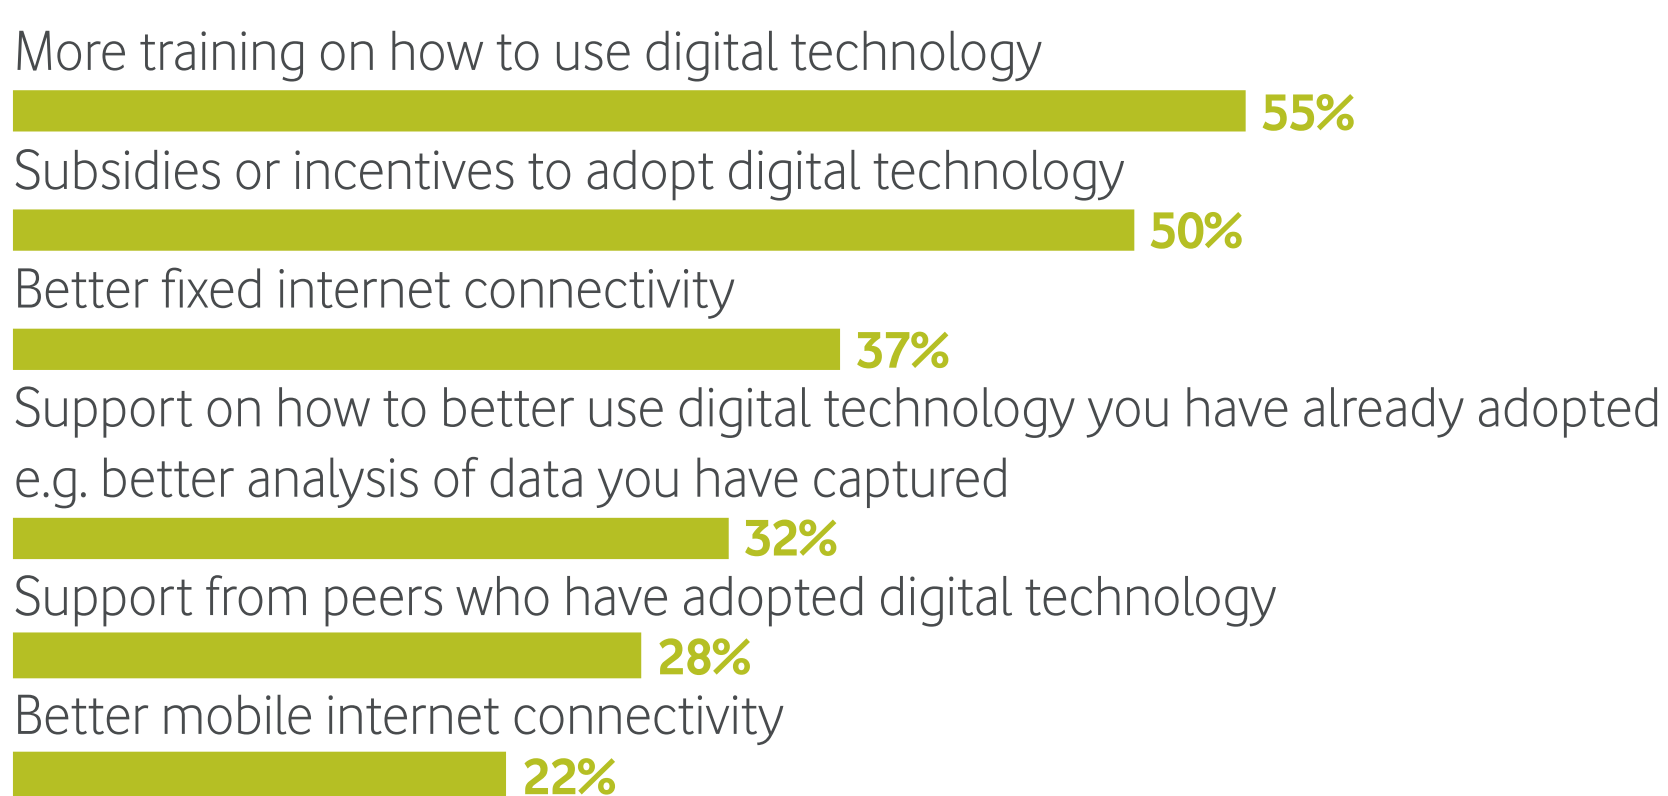 More training on how to use digital technology
55%
Subsidies or incentives to adopt digital technology
50%
Better fixed internet connectivity
37%
Support on how to better use digital technology you have already adopted
e.g. better analysis of data you have captured
32%
Support from peers who have adopted digital technology
28%
Better mobile internet connectivity
22%